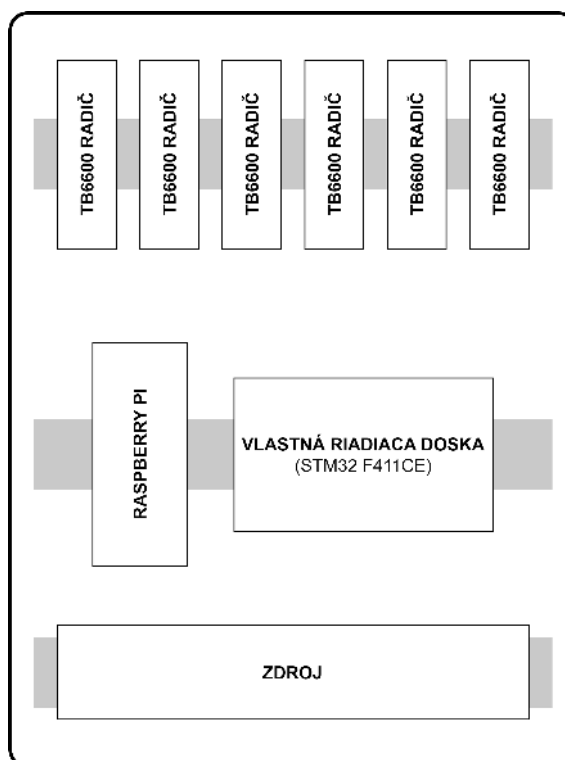 TB6600 RADIČ
TB6600 RADIČ
TB6600 RADIČ
TB6600 RADIČ
TB6600 RADIČ
TB6600 RADIČ
RASPBERRY PI
VLASTNÁ RIADIACA DOSKA
(STM32 F411CE)
ZDROJ